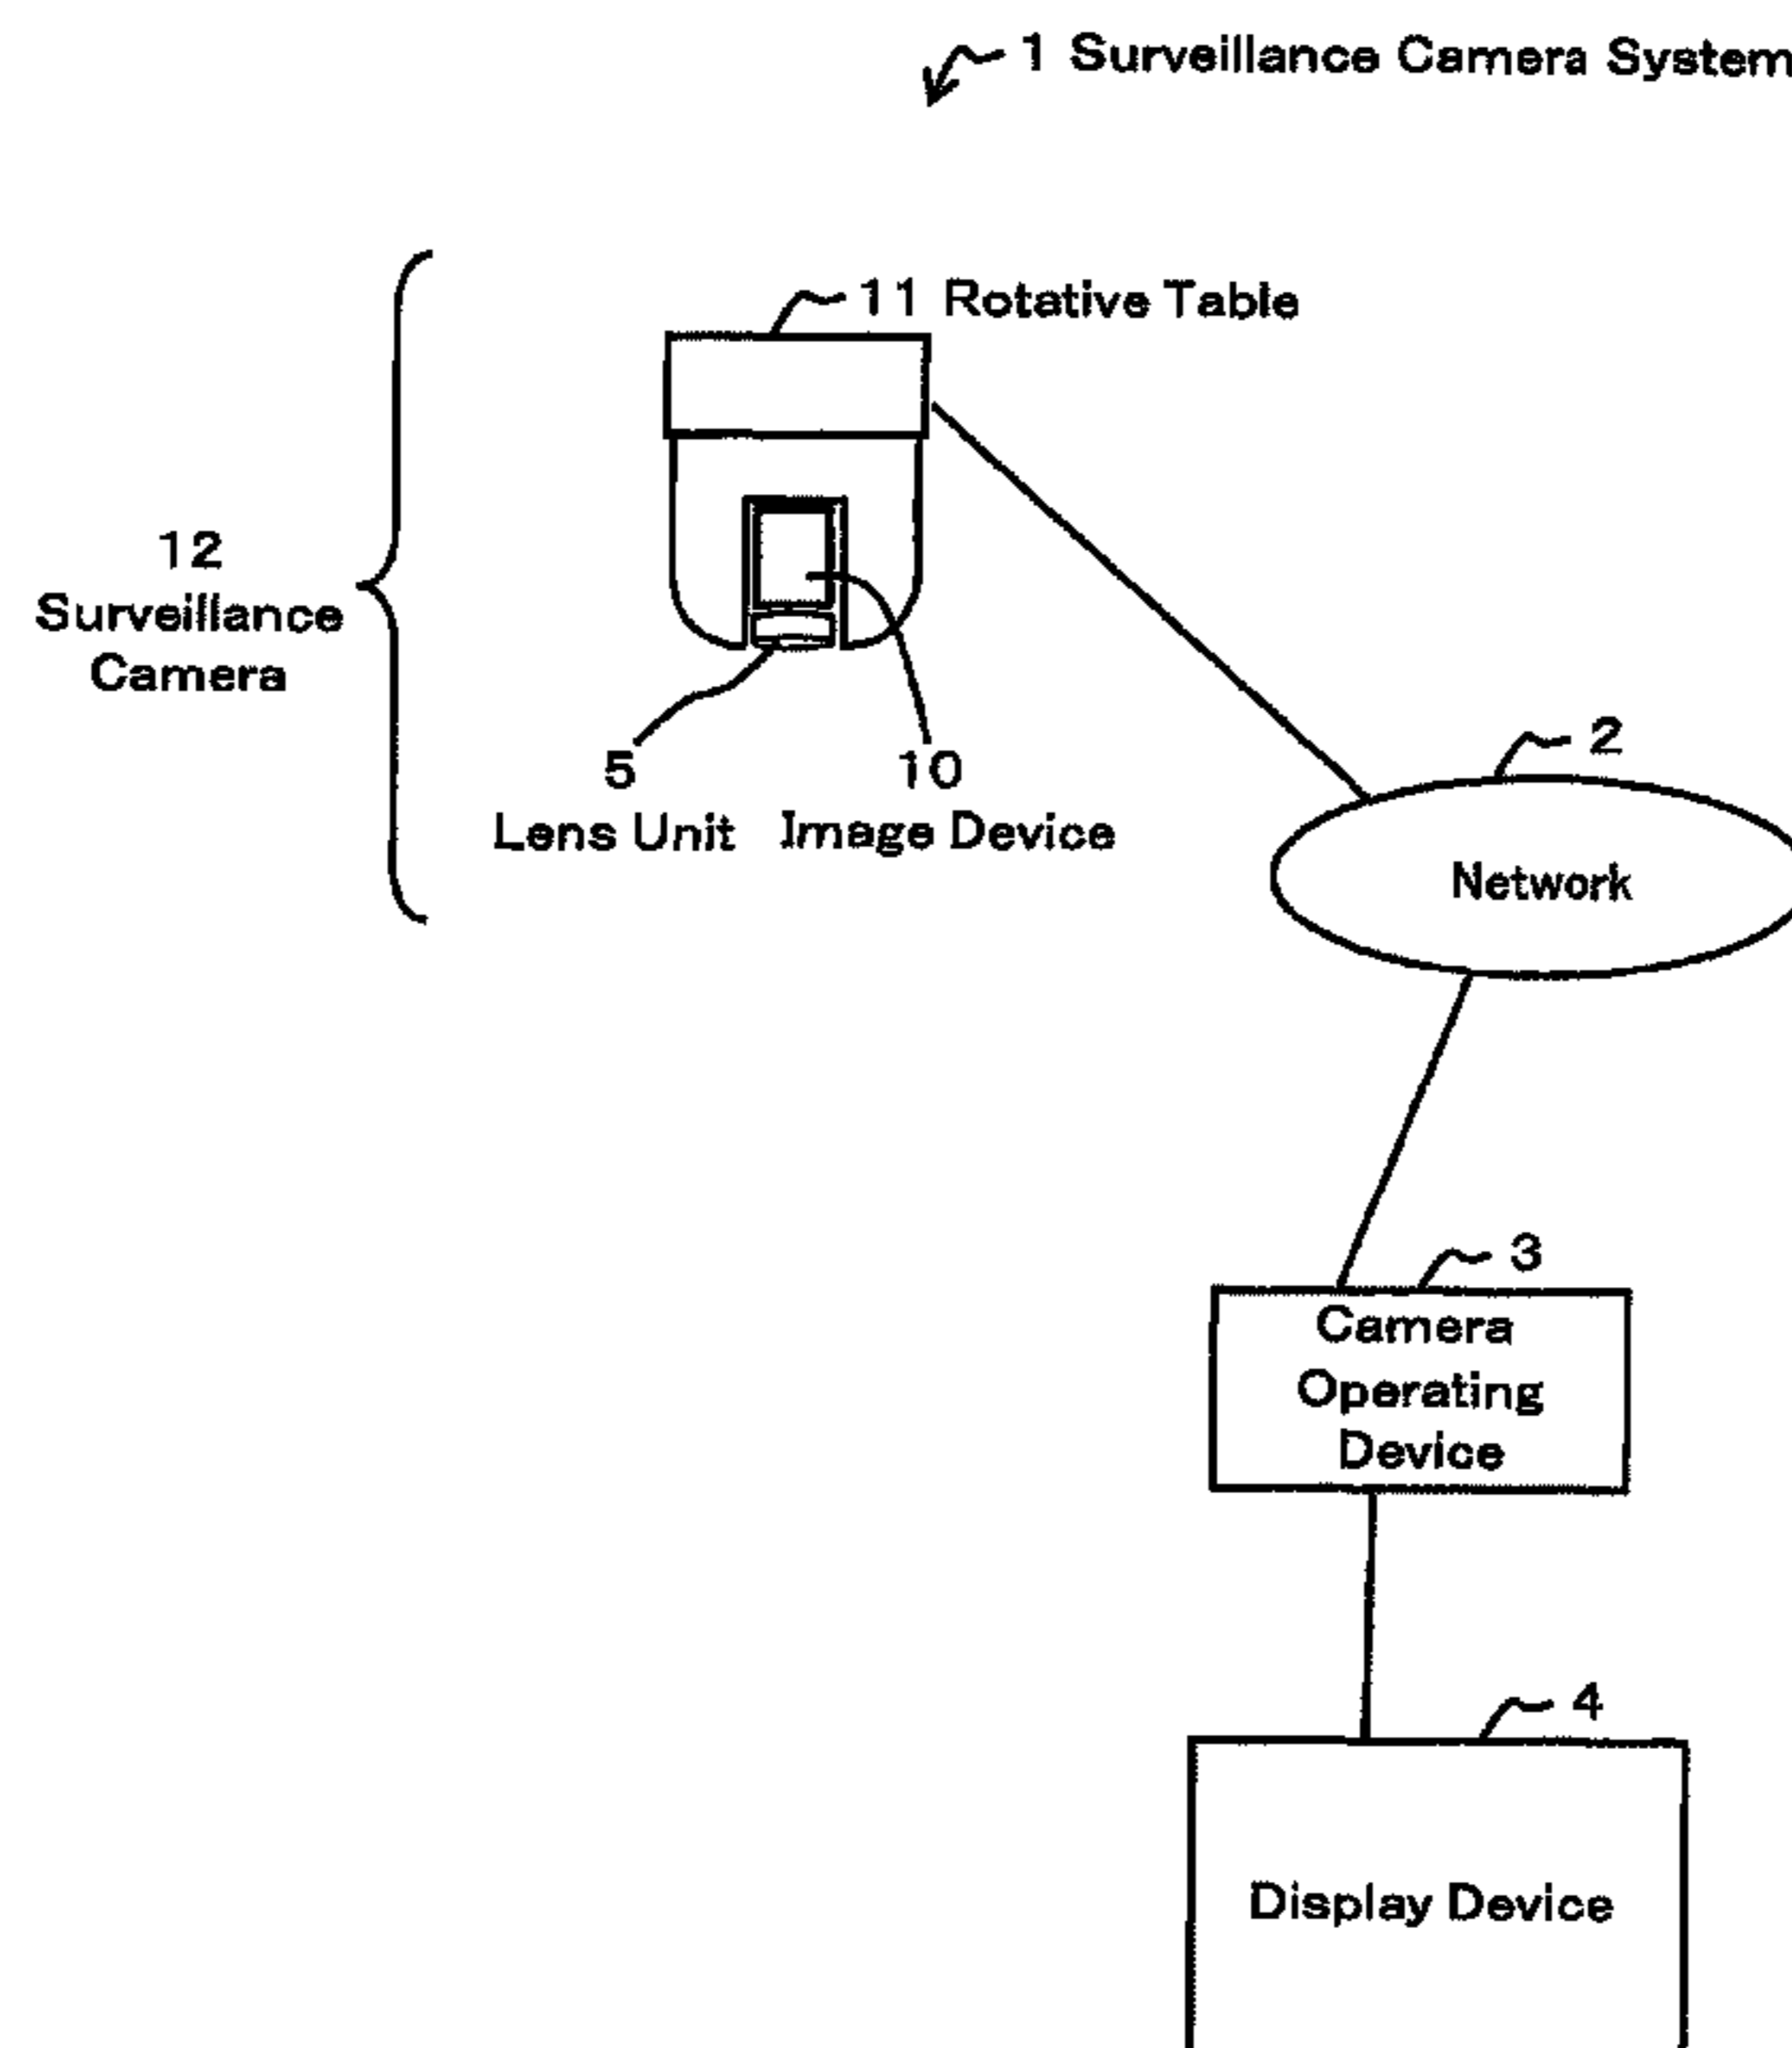 1 Surveillance Camera System
11 Rotative Table
12
Surveillance
Camera
5
Lens Unit
10
Image Device
2
Network
3
Camera
Operating
Device
4
Display Device